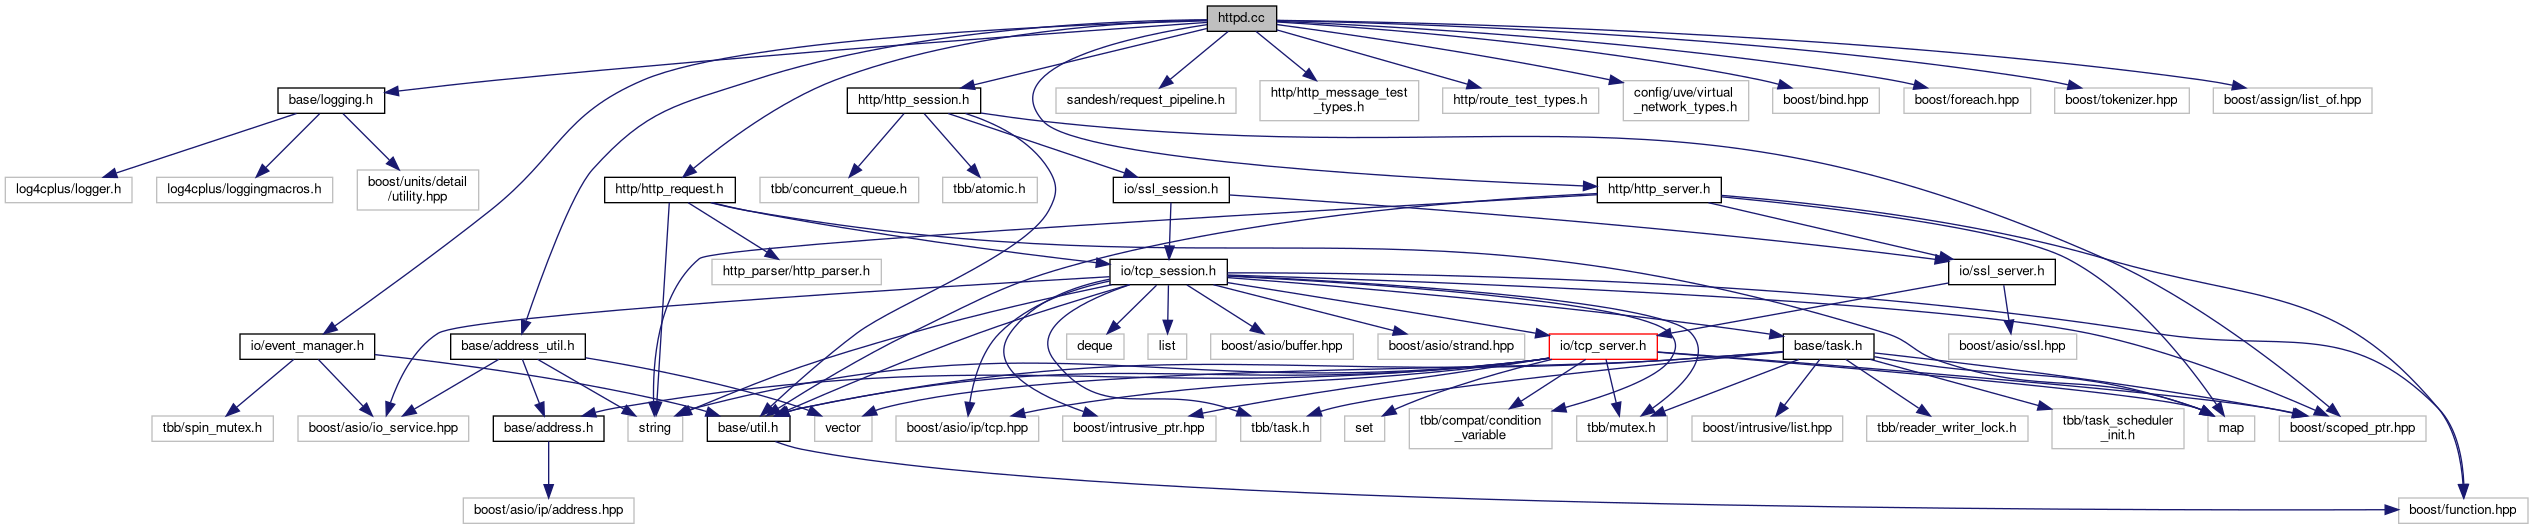 httpd.cc
base/logging.h
http/http_session.h
sandesh/request_pipeline.h
http/http_message_test
_types.h
http/route_test_types.h
config/uve/virtual
_network_types.h
boost/bind.hpp
boost/foreach.hpp
boost/tokenizer.hpp
boost/assign/list_of.hpp
log4cplus/logger.h
log4cplus/loggingmacros.h
boost/units/detail
/utility.hpp
http/http_request.h
tbb/concurrent_queue.h
tbb/atomic.h
io/ssl_session.h
http/http_server.h
http_parser/http_parser.h
io/tcp_session.h
io/ssl_server.h
io/event_manager.h
base/address_util.h
deque
list
boost/asio/buffer.hpp
boost/asio/strand.hpp
io/tcp_server.h
base/task.h
boost/asio/ssl.hpp
tbb/spin_mutex.h
boost/asio/io_service.hpp
base/address.h
string
base/util.h
vector
boost/asio/ip/tcp.hpp
boost/intrusive_ptr.hpp
tbb/task.h
set
tbb/compat/condition
_variable
tbb/mutex.h
boost/intrusive/list.hpp
tbb/reader_writer_lock.h
tbb/task_scheduler
_init.h
map
boost/scoped_ptr.hpp
boost/asio/ip/address.hpp
boost/function.hpp